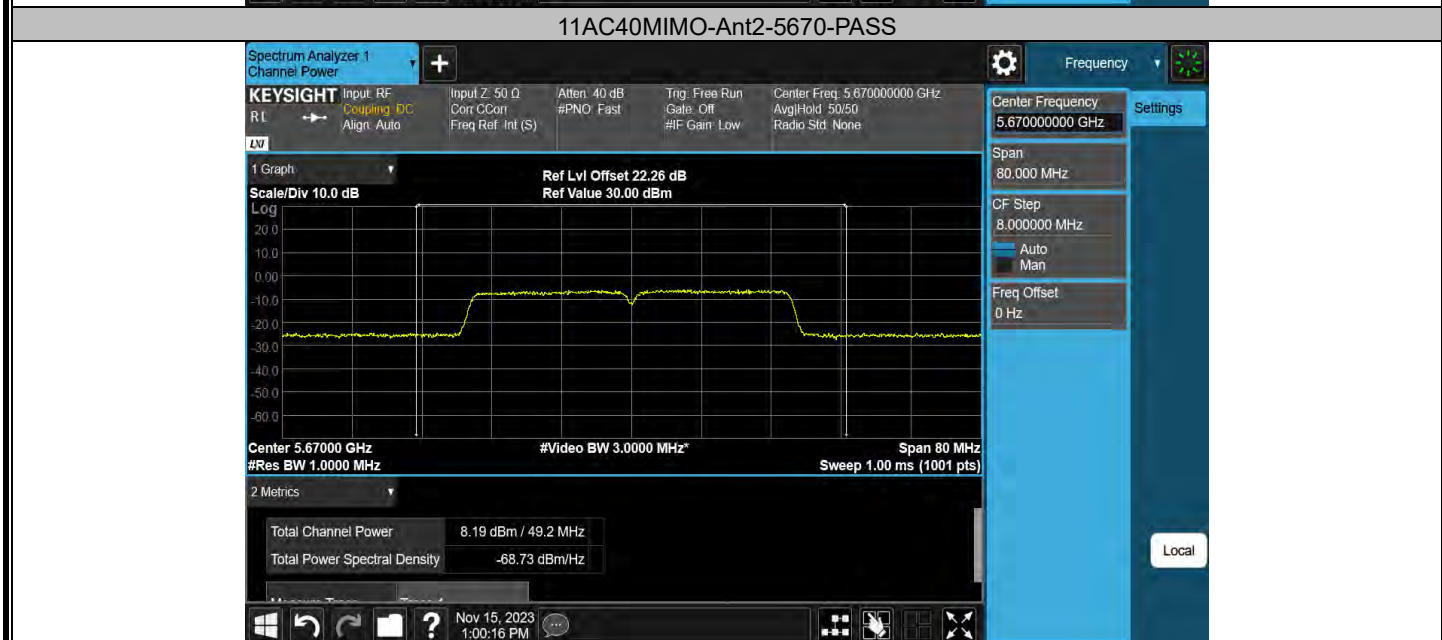 11AC40MIMO-Ant2-5670-PASS
Spectrum Analyzer 1
Channel Power
+
Frequency
KEYSIGHT Input: RF
Coupling: DC
Align: Auto
RL
LXI
Input Z: 50 Ω
Corr CCorr
Freq Ref: Int (S)
Atten: 40 dB
#PNO: Fast
Trig: Free Run
Gate: Off
#IF Gain: Low
Center Freq: 5.670000000 GHz
Avg|Hold: 50/50
Radio Std: None
Center Frequency
5.670000000 GHz
Settings
Span
80.000 MHz
CF Step
8.000000 MHz
Auto
Man
Freq Offset
0 Hz
1 Graph
Scale/Div 10.0 dB
Ref Lvl Offset 22.26 dB
Ref Value 30.00 dBm
Log
20.0
10.0
0.00
-10.0
-20.0
-30.0
-40.0
-50.0
-60.0
Center 5.67000 GHz
#Video BW 3.0000 MHz*
Span 80 MHz
#Res BW 1.0000 MHz
Sweep 1.00 ms (1001 pts)
2 Metrics
Total Channel Power 8.19 dBm / 49.2 MHz
Total Power Spectral Density -68.73 dBm/Hz
Local
?
Nov 15, 2023
1:00:16 PM